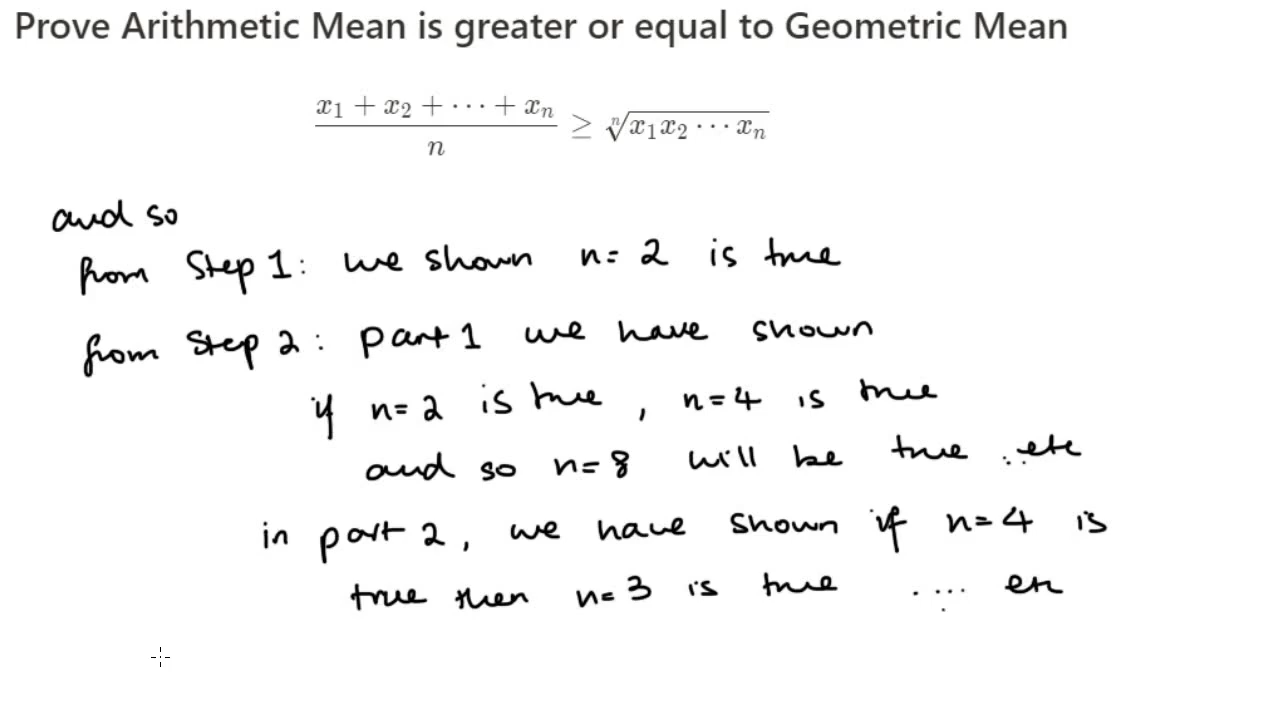 Prove Arithmetic Mean is greater or equal to Geometric Mean
x₁ + x₂ + ⋯ + xₙ / n ≥ ⁿ√x₁x₂ ⋯ xₙ
and so
from Step 1: we shown n=2 is true
from Step 2: part 1 we have shown
if n=2 is true, n=4 is true
and so n=8 will be true ...etc
in part 2, we have shown if n=4 is
true then n=3 is true .... etc